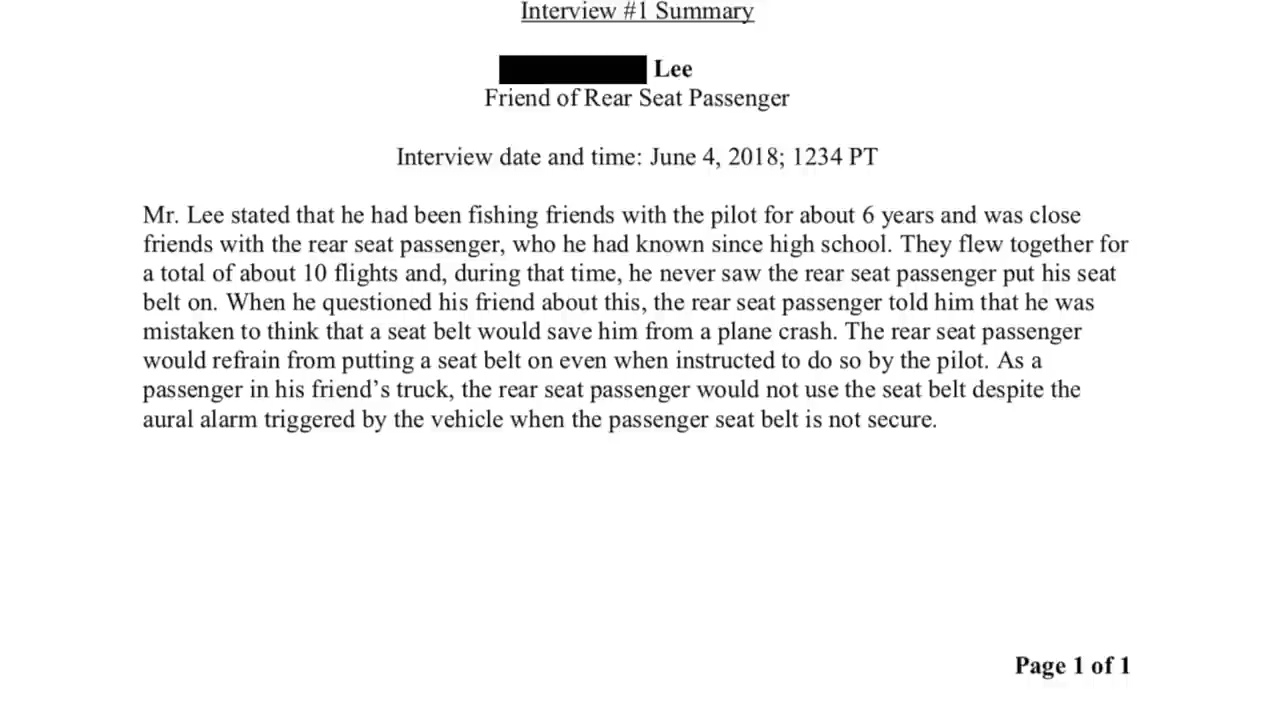 Interview #1 Summary
Lee
Friend of Rear Seat Passenger
Interview date and time: June 4, 2018; 1234 PT
Mr. Lee stated that he had been fishing friends with the pilot for about 6 years and was close
friends with the rear seat passenger, who he had known since high school. They flew together for
a total of about 10 flights and, during that time, he never saw the rear seat passenger put his seat
belt on. When he questioned his friend about this, the rear seat passenger told him that he was
mistaken to think that a seat belt would save him from a plane crash. The rear seat passenger
would refrain from putting a seat belt on even when instructed to do so by the pilot. As a
passenger in his friend’s truck, the rear seat passenger would not use the seat belt despite the
aural alarm triggered by the vehicle when the passenger seat belt is not secure.
Page 1 of 1